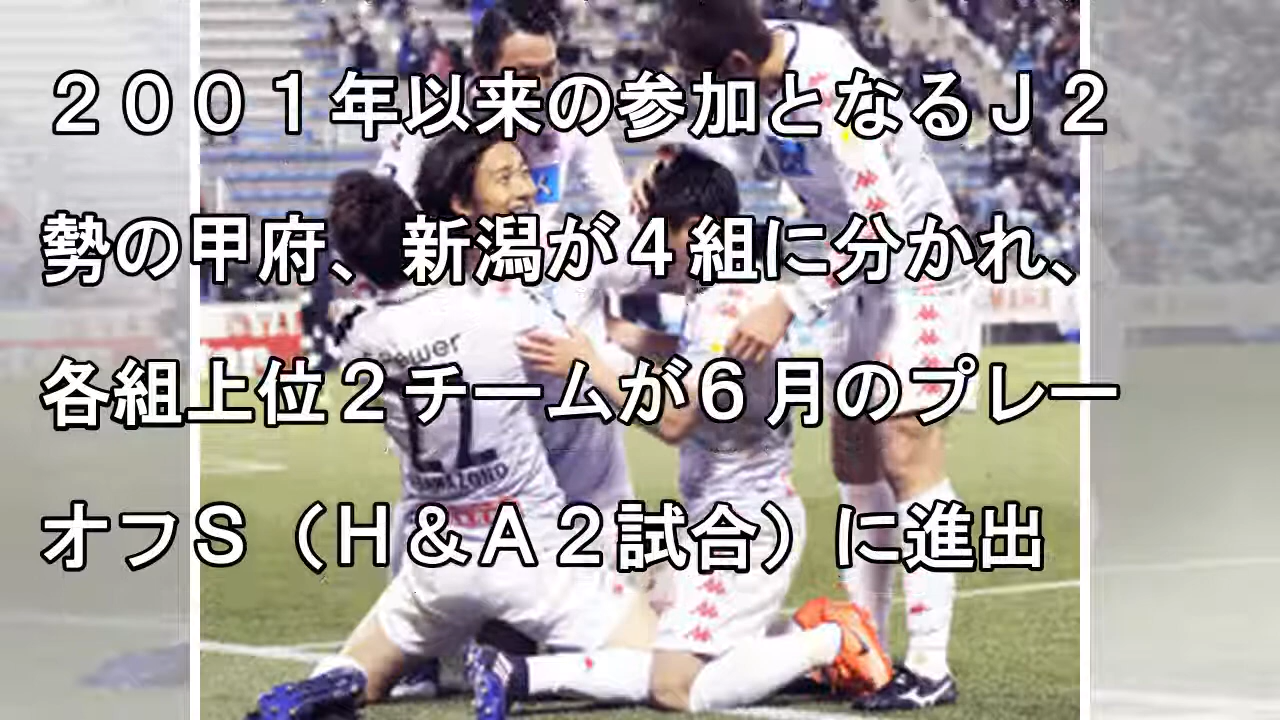 ２００１年以来の参加となるＪ２
勢の甲府、新潟が４組に分かれ、
各組上位２チームが６月のプレー
オフＳ（Ｈ＆Ａ２試合）に進出
Power